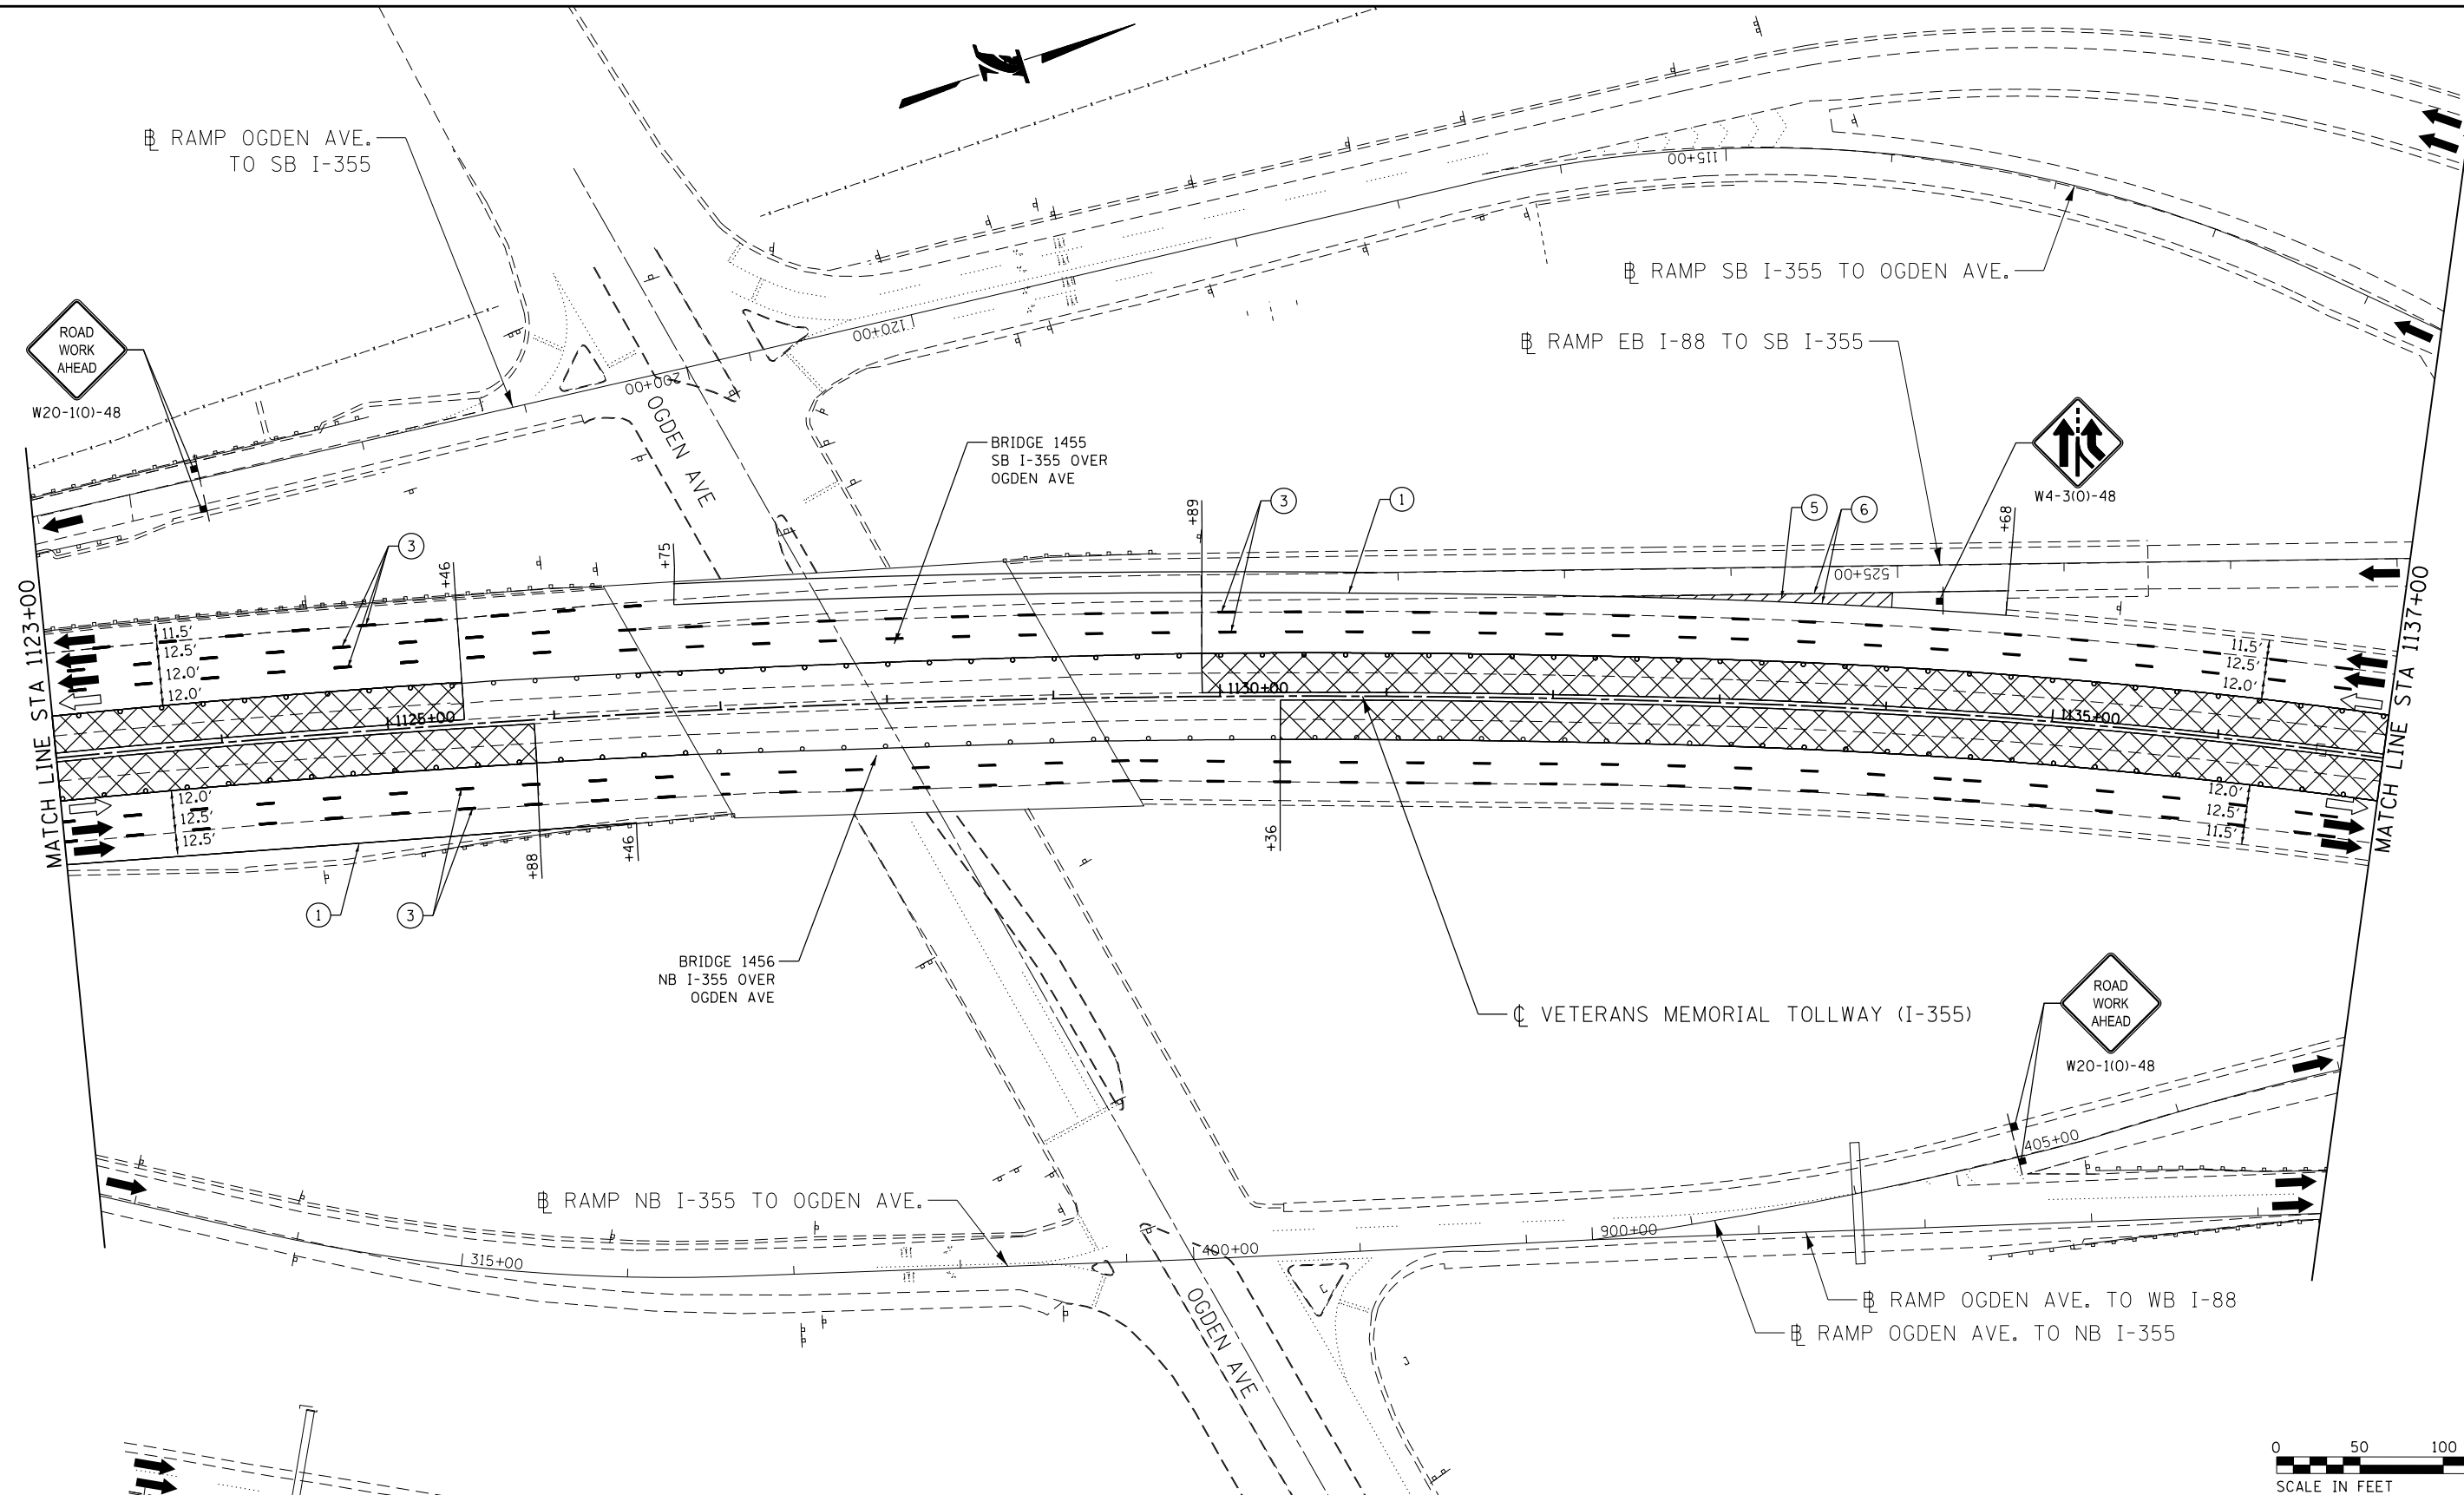 ℄ RAMP OGDEN AVE.
TO SB I-355
115+00
℄ RAMP SB I-355 TO OGDEN AVE.
120+00
℄ RAMP EB I-88 TO SB I-355
ROAD
WORK
AHEAD
W20-1(O)-48
200+00
OGDEN AVE
BRIDGE 1455
SB I-355 OVER
OGDEN AVE
W4-3(O)-48
3
+46
+75
+89
3
1
5
6
+68
525+00
MATCH LINE STA 1123+00
11.5'
12.5'
12.0'
12.0'
1125+00
1130+00
1135+00
11.5'
12.5'
12.0'
MATCH LINE STA 1137+00
12.0'
12.5'
12.5'
12.0'
12.5'
11.5'
+88
+46
+36
1
3
BRIDGE 1456
NB I-355 OVER
OGDEN AVE
℄ VETERANS MEMORIAL TOLLWAY (I-355)
ROAD
WORK
AHEAD
W20-1(O)-48
405+00
℄ RAMP NB I-355 TO OGDEN AVE.
315+00
400+00
900+00
OGDEN AVE
℄ RAMP OGDEN AVE. TO WB I-88
℄ RAMP OGDEN AVE. TO NB I-355
0 50 100
SCALE IN FEET